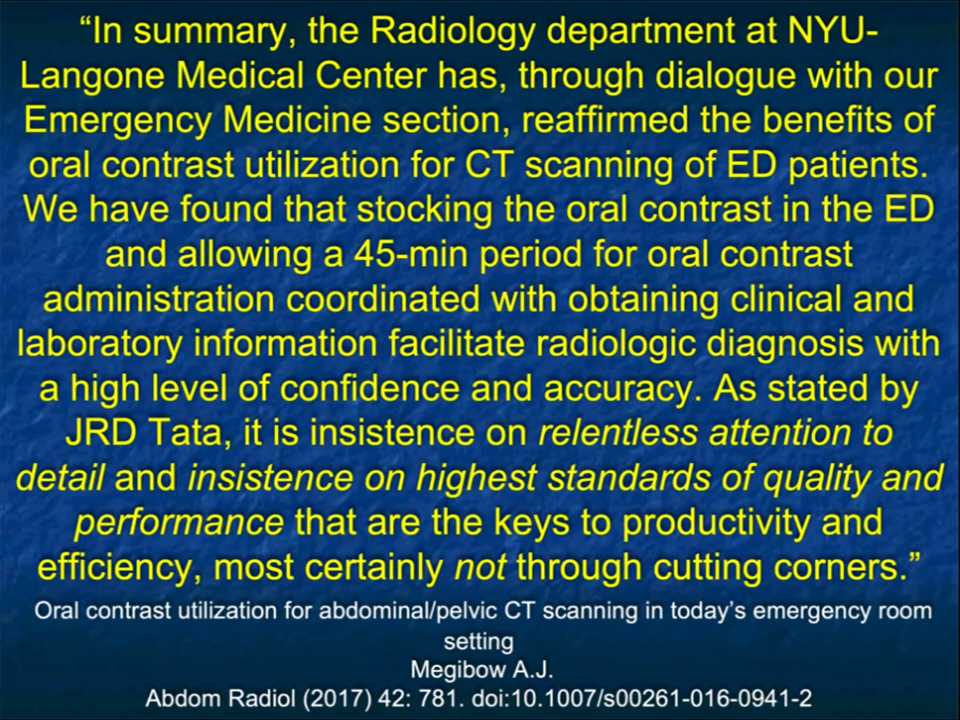 “In summary, the Radiology department at NYU-
Langone Medical Center has, through dialogue with our
Emergency Medicine section, reaffirmed the benefits of
oral contrast utilization for CT scanning of ED patients.
We have found that stocking the oral contrast in the ED
and allowing a 45-min period for oral contrast
administration coordinated with obtaining clinical and
laboratory information facilitate radiologic diagnosis with
a high level of confidence and accuracy. As stated by
JRD Tata, it is insistence on relentless attention to
detail and insistence on highest standards of quality and
performance that are the keys to productivity and
efficiency, most certainly not through cutting corners.”
Oral contrast utilization for abdominal/pelvic CT scanning in today’s emergency room
setting
Megibow A.J.
Abdom Radiol (2017) 42: 781. doi:10.1007/s00261-016-0941-2